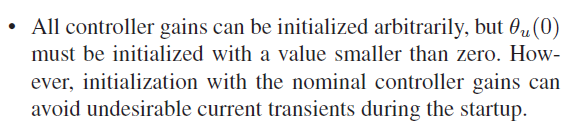 • All controller gains can be initialized arbitrarily, but θᵤ(0)
must be initialized with a value smaller than zero. How-
ever, initialization with the nominal controller gains can
avoid undesirable current transients during the startup.